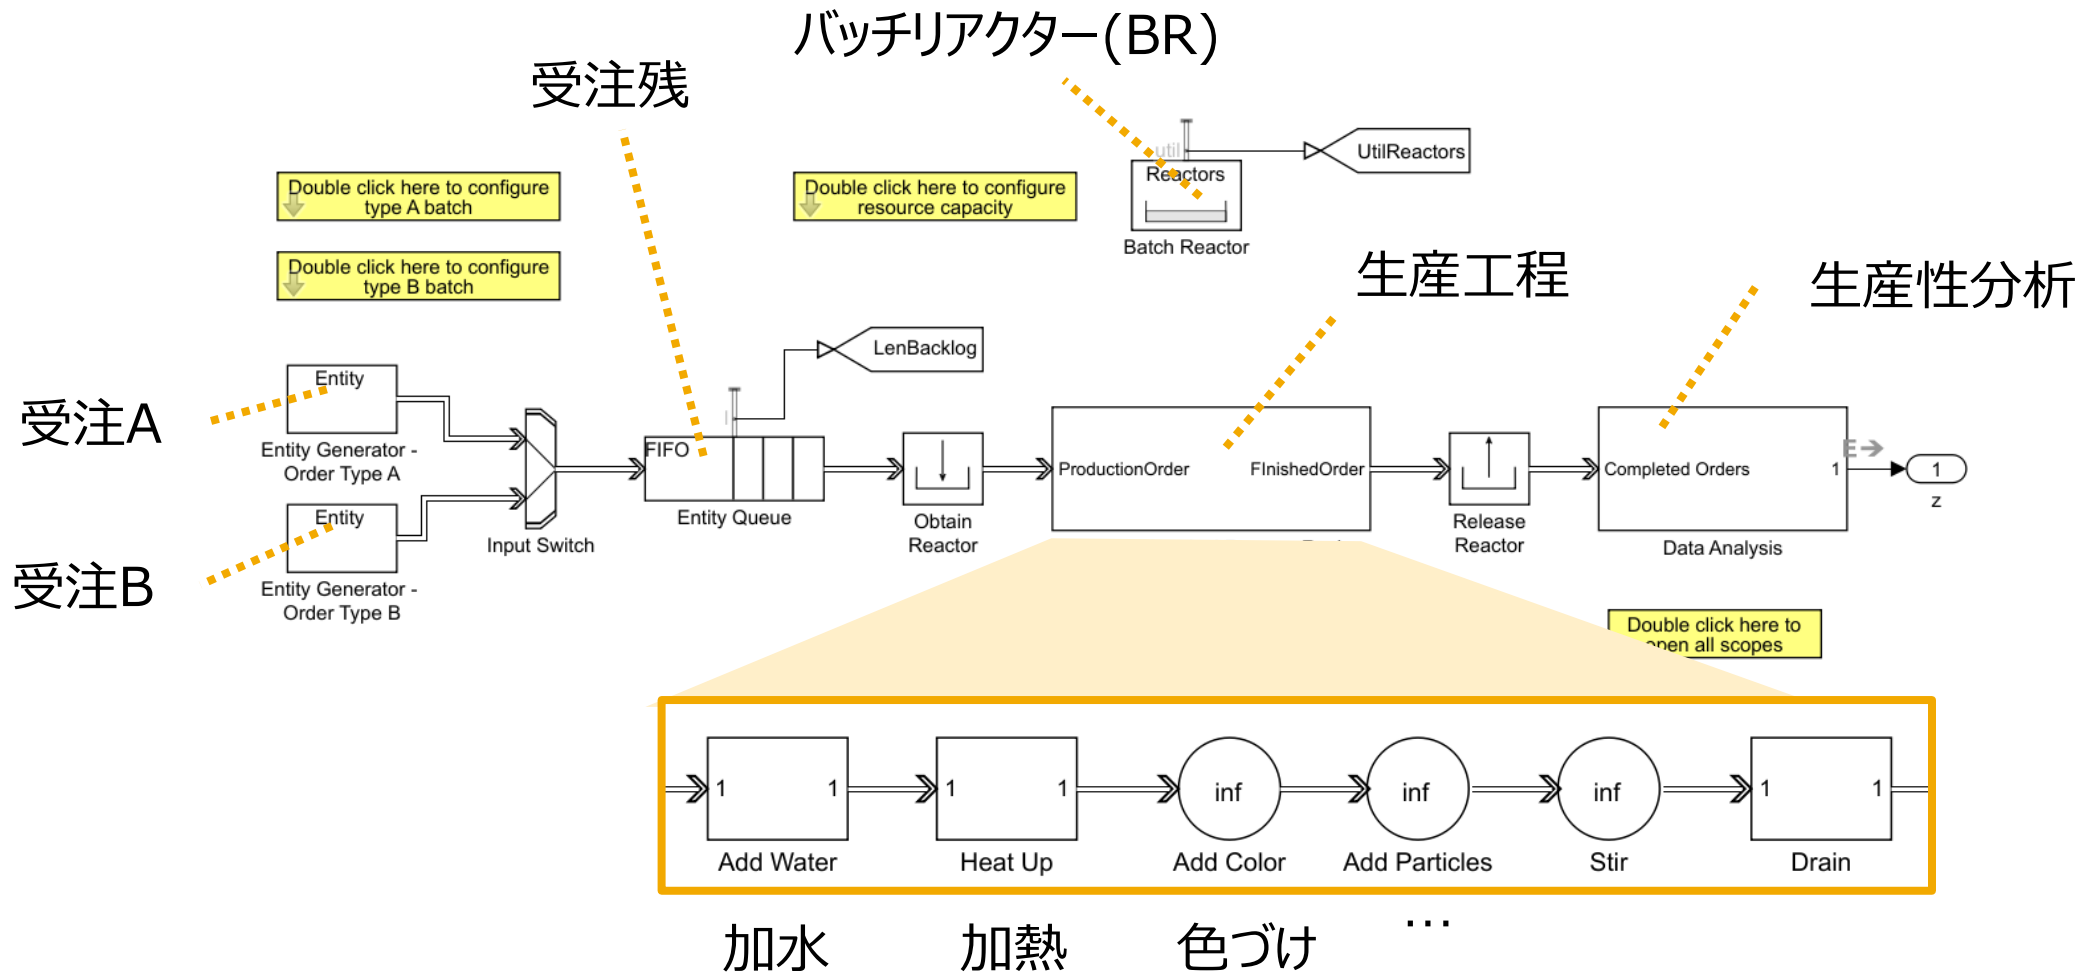 バッチリアクター(BR)
受注残
util
UtilReactors
Reactors
Batch Reactor
Double click here to configure
type A batch
Double click here to configure
resource capacity
Double click here to configure
type B batch
生産工程
生産性分析
LenBacklog
l
受注A
Entity
Entity Generator -
Order Type A
受注B
Entity
Entity Generator -
Order Type B
Input Switch
FIFO
Entity Queue
Obtain
Reactor
ProductionOrder
FInishedOrder
Release
Reactor
Completed Orders
1
Data Analysis
E
1
z
Double click here to
open all scopes
1
1
Add Water
1
1
Heat Up
inf
Add Color
inf
Add Particles
inf
Stir
1
1
Drain
加水
加熱
色づけ
…